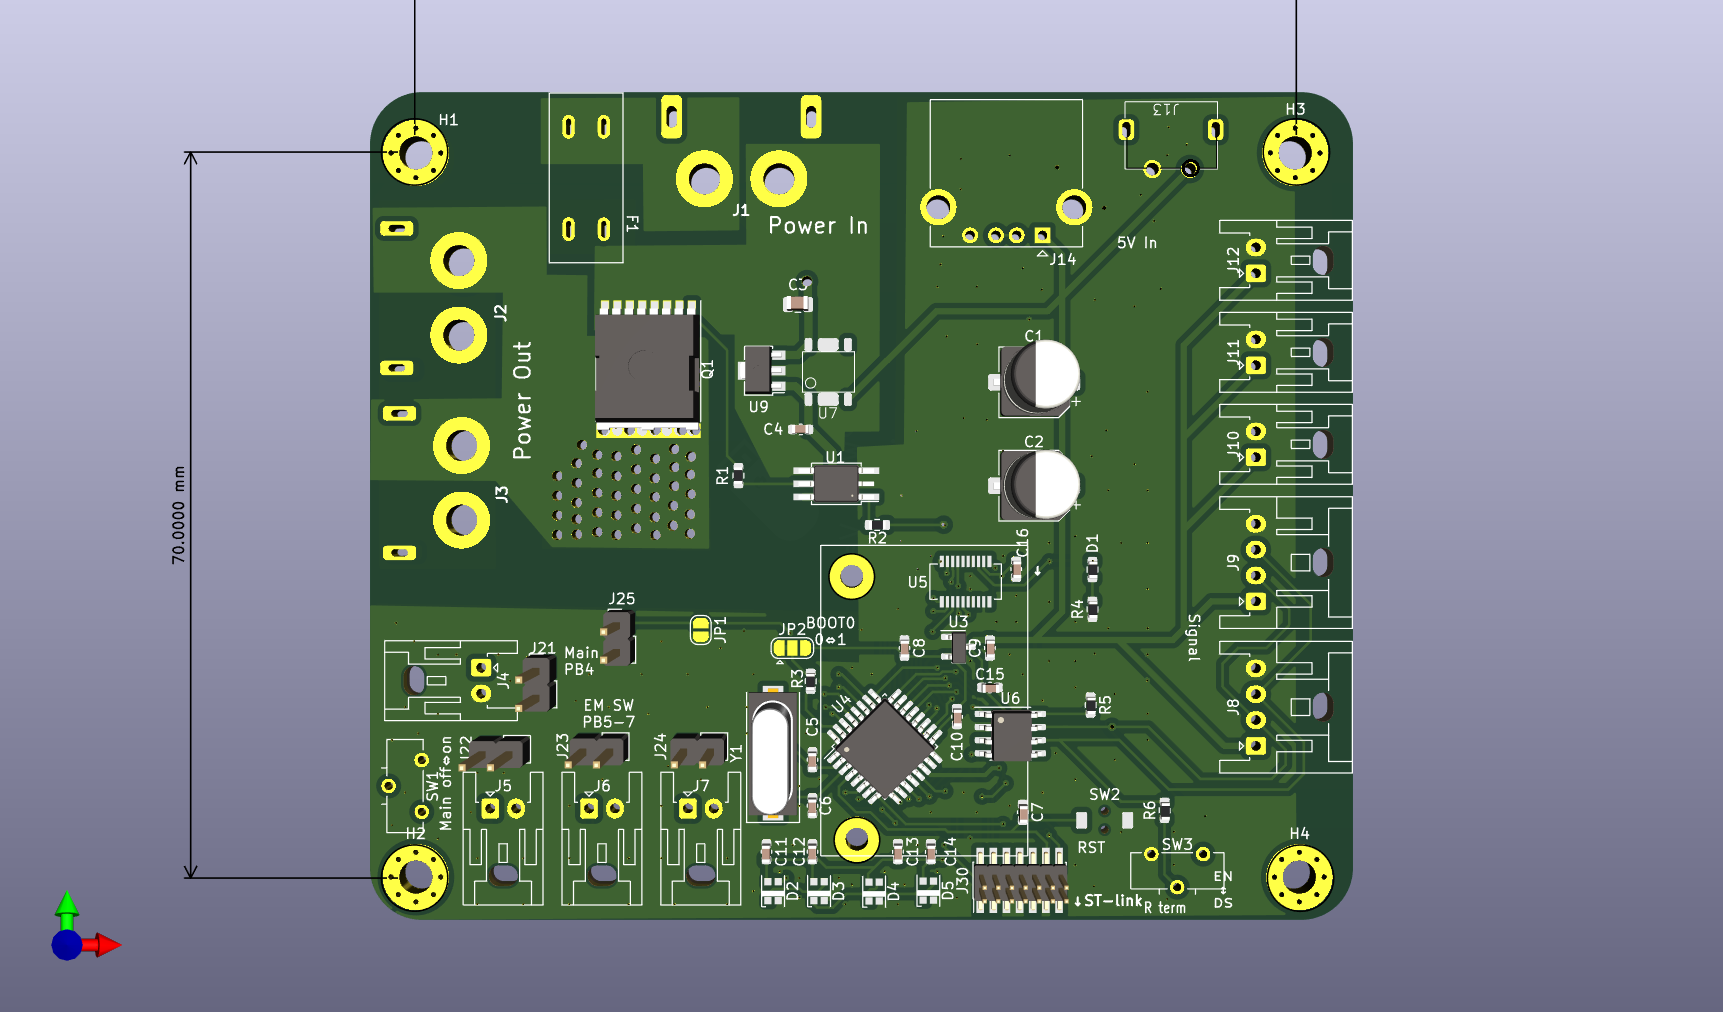 H1
H3
J13
F1
J1
Power In
5V In
J14
J12
C3
J2
C1
J11
Power Out
Q1
U9
U7
C4
J10
C2
U1
R1
70.0000 mm
J3
R2
C16
↓
D1
J9
U5
J25
R4
JP1
JP2
BOOT0
0⇔1
U3
Signal
J21
Main
PB4
C8
C9
J4
R3
C15
U6
R5
J8
EM SW
PB5-7
U4
C5
C10
J22
J23
J24
Y1
SW1
Main off⇔on
J5
J6
J7
C6
C7
SW2
R6
H2
RST
SW3
H4
C11
C12
C13
C14
J30
D2
D3
D4
D5
EN
⇔
DS
↓ST-link
R term